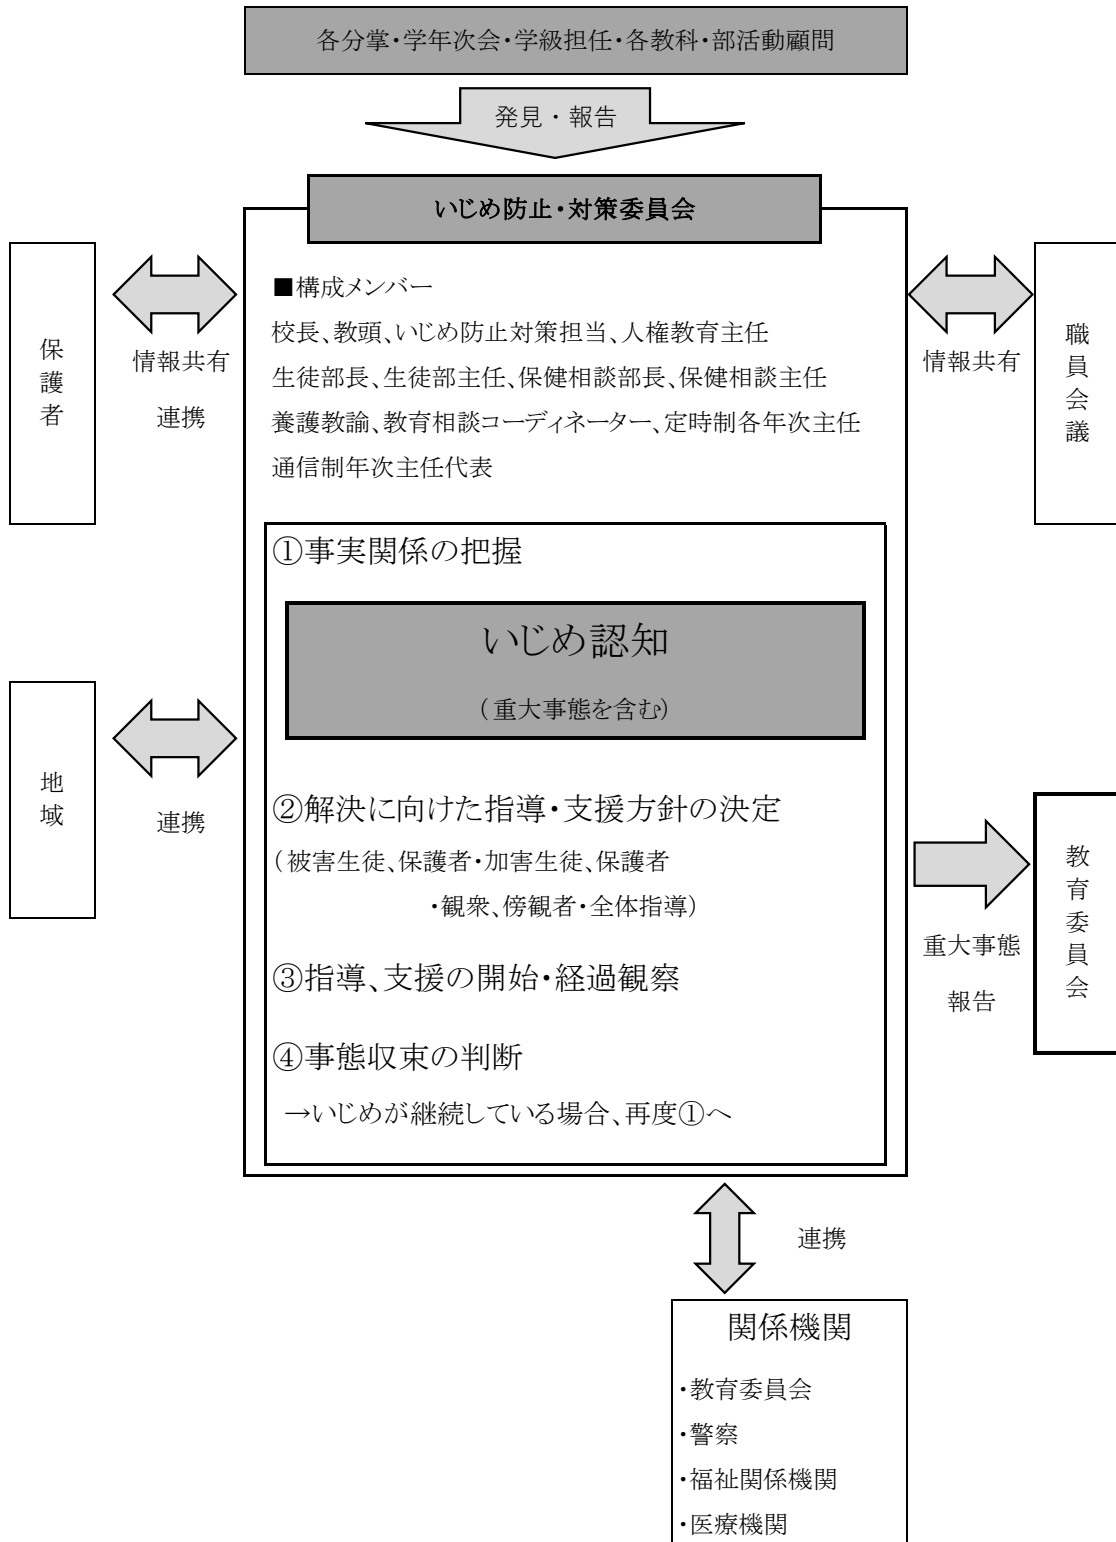 各分掌・学年次会・学級担任・各教科・部活動顧問
発見・報告
いじめ防止・対策委員会
■構成メンバー
校長、教頭、いじめ防止対策担当、人権教育主任
生徒部長、生徒部主任、保健相談部長、保健相談主任
養護教諭、教育相談コーディネーター、定時制各年次主任
通信制年次主任代表
保護者
情報共有
連携
情報共有
職員会議
①事実関係の把握
いじめ認知
（重大事態を含む）
地域
連携
②解決に向けた指導・支援方針の決定
（被害生徒、保護者・加害生徒、保護者
・観衆、傍観者・全体指導）
③指導、支援の開始・経過観察
④事態収束の判断
→いじめが継続している場合、再度①へ
重大事態
報告
教育委員会
連携
関係機関
・教育委員会
・警察
・福祉関係機関
・医療機関